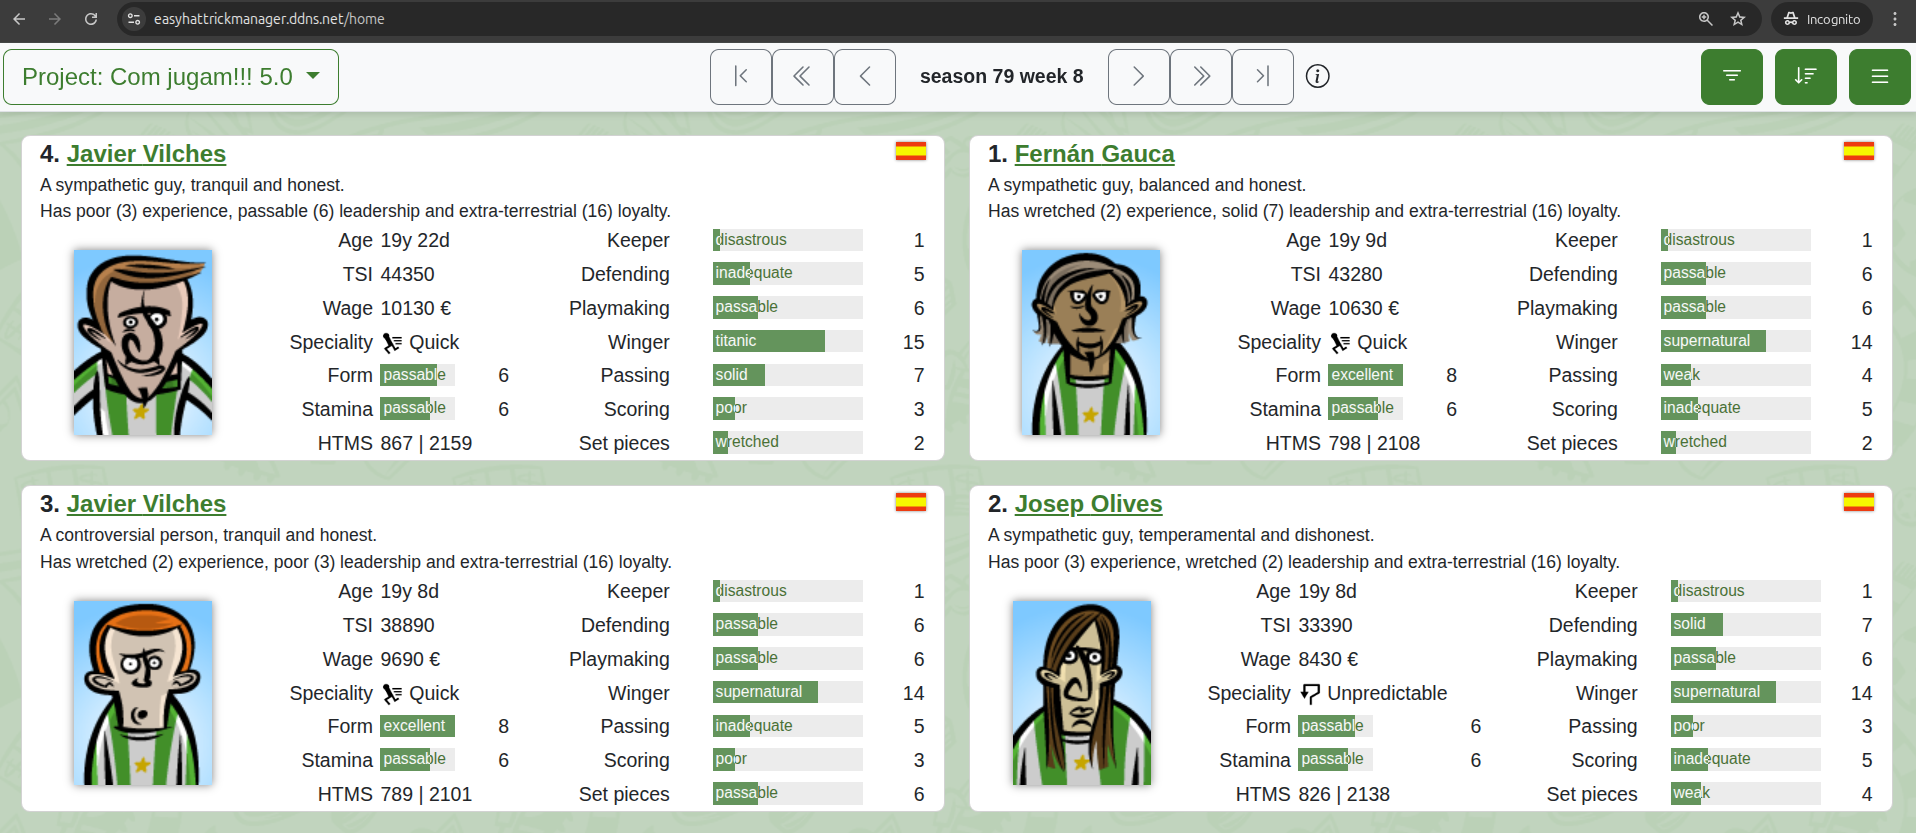 easyhattrickmanager.ddns.net/home
Incognito
Project: Com jugam!!! 5.0
season 79 week 8
4. Javier Vilches
A sympathetic guy, tranquil and honest.
Has poor (3) experience, passable (6) leadership and extra-terrestrial (16) loyalty.
Age 19y 22d Keeper disastrous 1
TSI 44350 Defending inadequate 5
Wage 10130 € Playmaking passable 6
Speciality Quick Winger titanic 15
Form passable 6 Passing solid 7
Stamina passable 6 Scoring poor 3
HTMS 867 | 2159 Set pieces wretched 2
1. Fernán Gauca
A sympathetic guy, balanced and honest.
Has wretched (2) experience, solid (7) leadership and extra-terrestrial (16) loyalty.
Age 19y 9d Keeper disastrous 1
TSI 43280 Defending passable 6
Wage 10630 € Playmaking passable 6
Speciality Quick Winger supernatural 14
Form excellent 8 Passing weak 4
Stamina passable 6 Scoring inadequate 5
HTMS 798 | 2108 Set pieces wretched 2
3. Javier Vilches
A controversial person, tranquil and honest.
Has wretched (2) experience, poor (3) leadership and extra-terrestrial (16) loyalty.
Age 19y 8d Keeper disastrous 1
TSI 38890 Defending passable 6
Wage 9690 € Playmaking passable 6
Speciality Quick Winger supernatural 14
Form excellent 8 Passing inadequate 5
Stamina passable 6 Scoring poor 3
HTMS 789 | 2101 Set pieces passable 6
2. Josep Olives
A sympathetic guy, temperamental and dishonest.
Has poor (3) experience, wretched (2) leadership and extra-terrestrial (16) loyalty.
Age 19y 8d Keeper disastrous 1
TSI 33390 Defending solid 7
Wage 8430 € Playmaking passable 6
Speciality Unpredictable Winger supernatural 14
Form passable 6 Passing poor 3
Stamina passable 6 Scoring inadequate 5
HTMS 826 | 2138 Set pieces weak 4